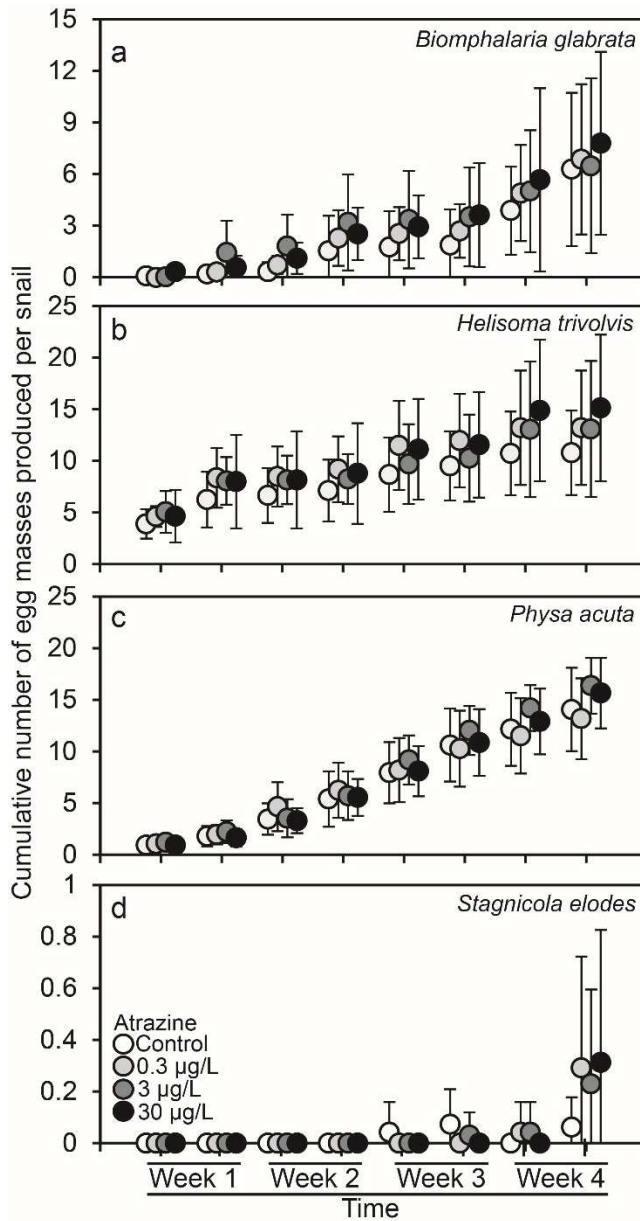 Cumulative number of egg masses produced per snail
a
Biomphalaria glabrata
15
12
9
6
3
0
b
Helisoma trivolvis
25
20
15
10
5
0
c
Physa acuta
25
20
15
10
5
0
d
Stagnicola elodes
1
0.8
0.6
0.4
0.2
0
Atrazine
Control
0.3 µg/L
3 µg/L
30 µg/L
Week 1 Week 2 Week 3 Week 4
Time